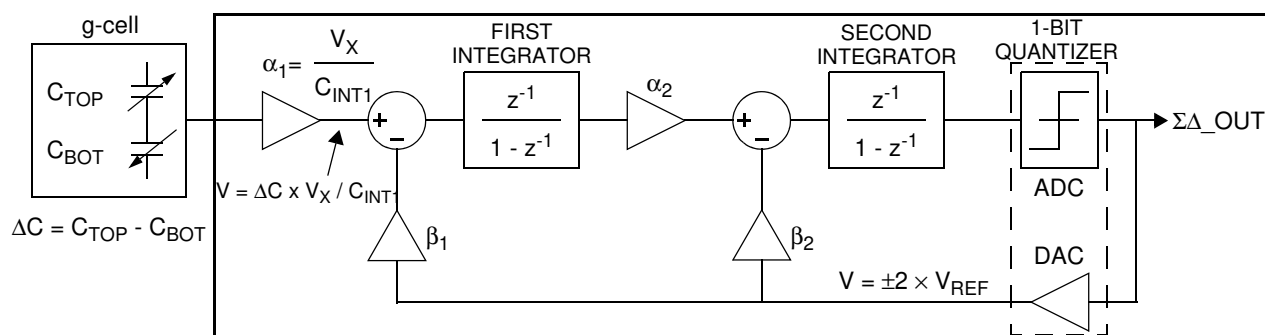 g-cell
C_TOP
C_BOT
ΔC = C_TOP - C_BOT
α₁= V_X / C_INT1
V = ΔC x V_X / C_INT1
+
-
FIRST
INTEGRATOR
z⁻¹
1 - z⁻¹
α₂
+
-
SECOND
INTEGRATOR
z⁻¹
1 - z⁻¹
1-BIT
QUANTIZER
ADC
ΣΔ_OUT
β₁
β₂
DAC
V = ±2 × V_REF